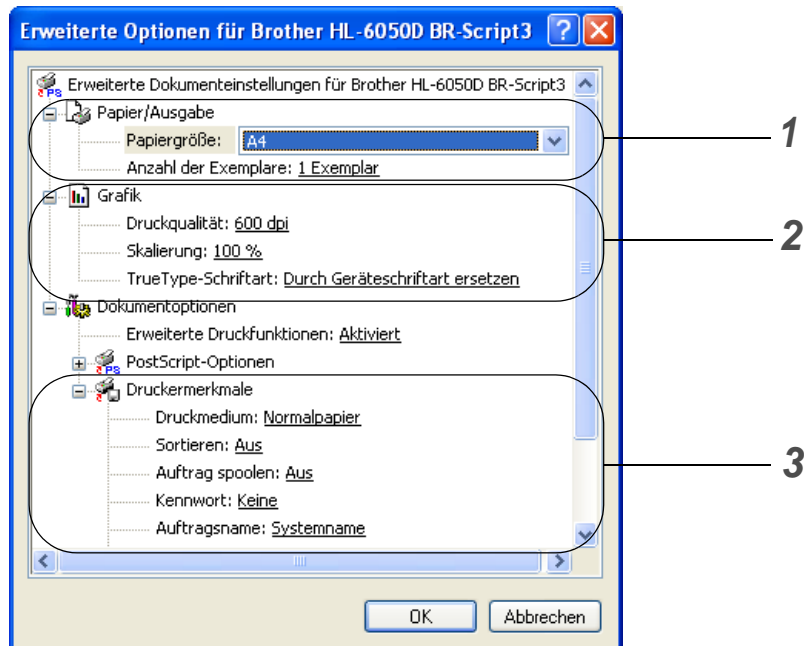 Erweiterte Optionen für Brother HL-6050D BR-Script3
Erweiterte Dokumenteinstellungen für Brother HL-6050D BR-Script3
Papier/Ausgabe
Papiergröße: A4
1
Anzahl der Exemplare: 1 Exemplar
Grafik
Druckqualität: 600 dpi
2
Skalierung: 100 %
TrueType-Schriftart: Durch Geräteschriftart ersetzen
Dokumentoptionen
Erweiterte Druckfunktionen: Aktiviert
PostScript-Optionen
Druckermerkmale
Druckmedium: Normalpapier
Sortieren: Aus
3
Auftrag spoolen: Aus
Kennwort: Keine
Auftragsname: Systemname
OK
Abbrechen